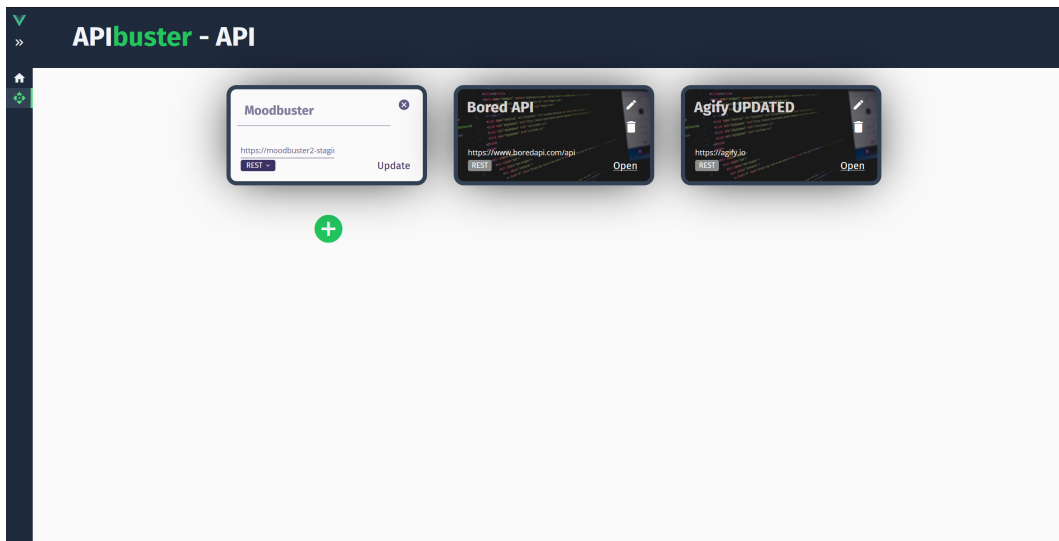 APIbuster - API
Moodbuster
https://moodbuster2-stagi
REST
Update
Bored API
https://www.boredapi.com/api
REST
Open
Agify UPDATED
https://agify.io
REST
Open